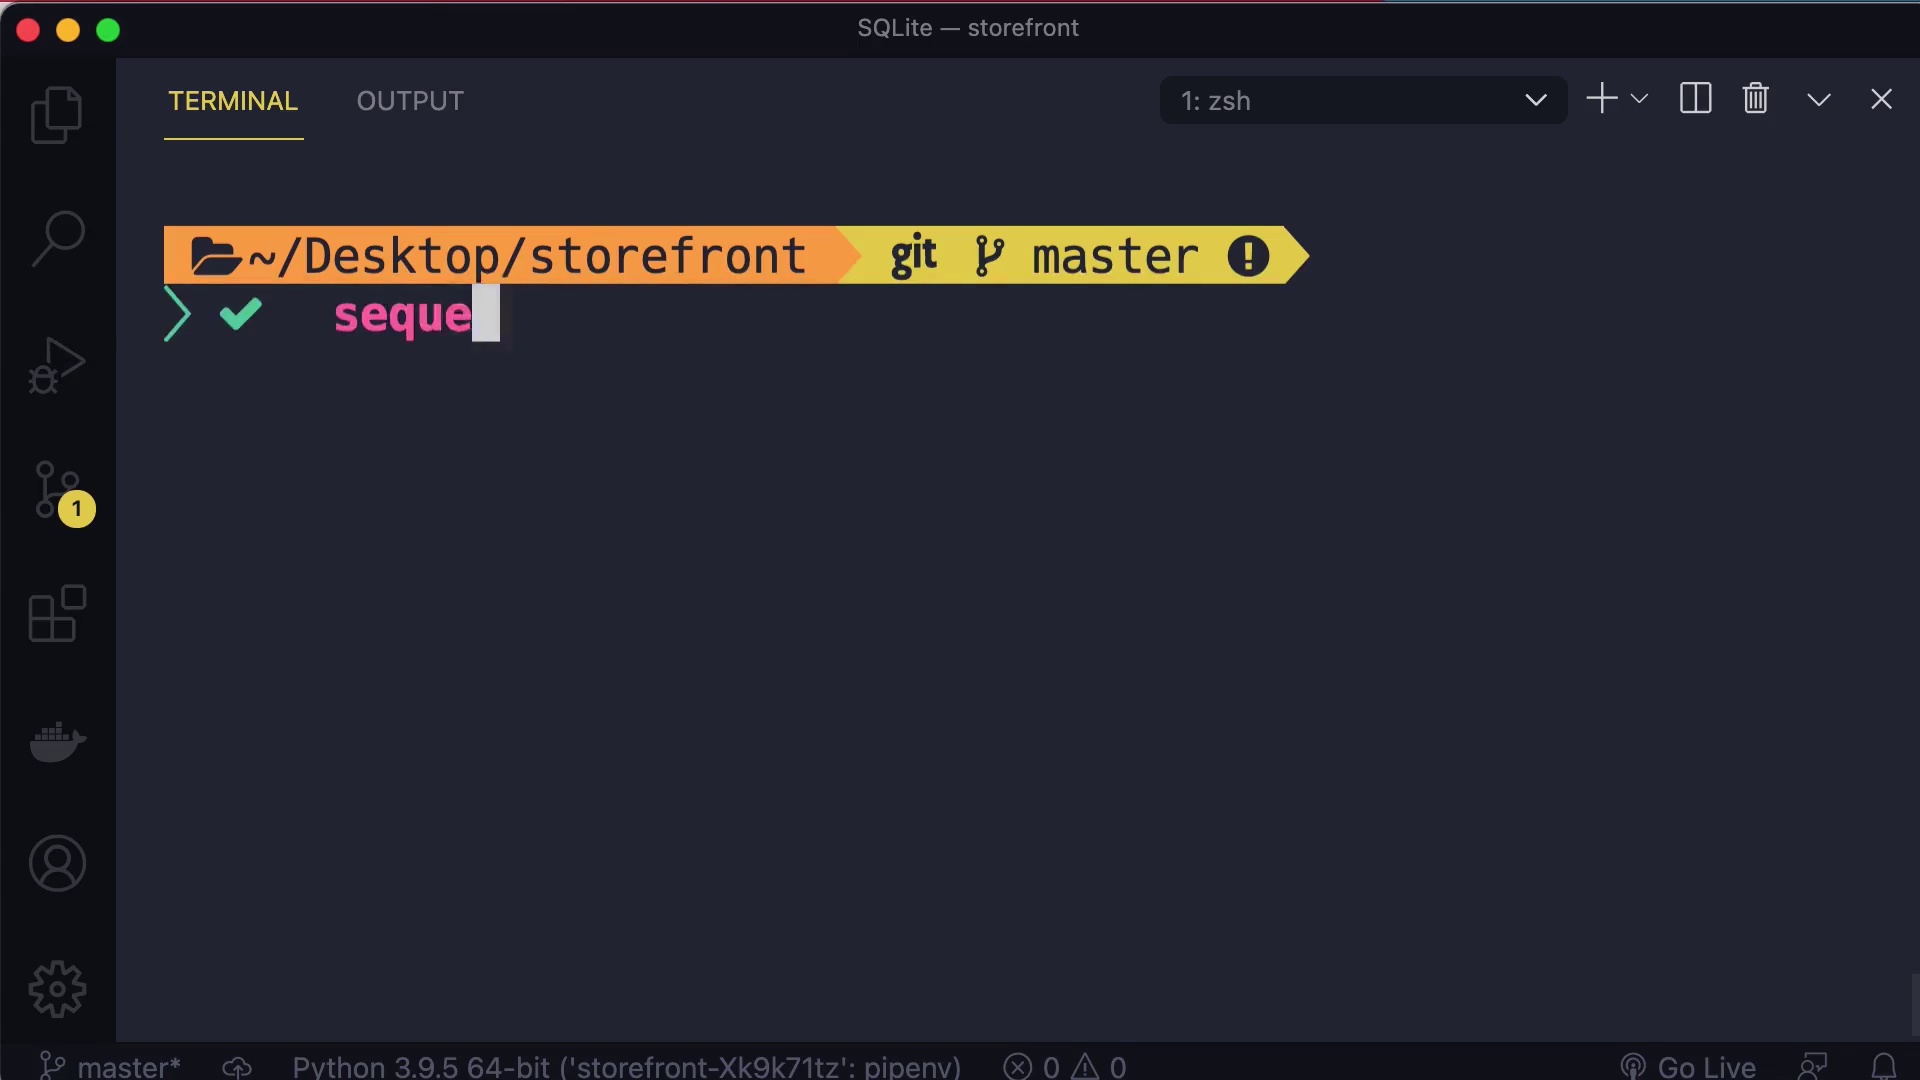 SQLite — storefront
TERMINAL OUTPUT 1: zsh
~/Desktop/storefront git master
seque
1
master* Python 3.9.5 64-bit ('storefront-Xk9k71tz': pipenv) 0 0 Go Live